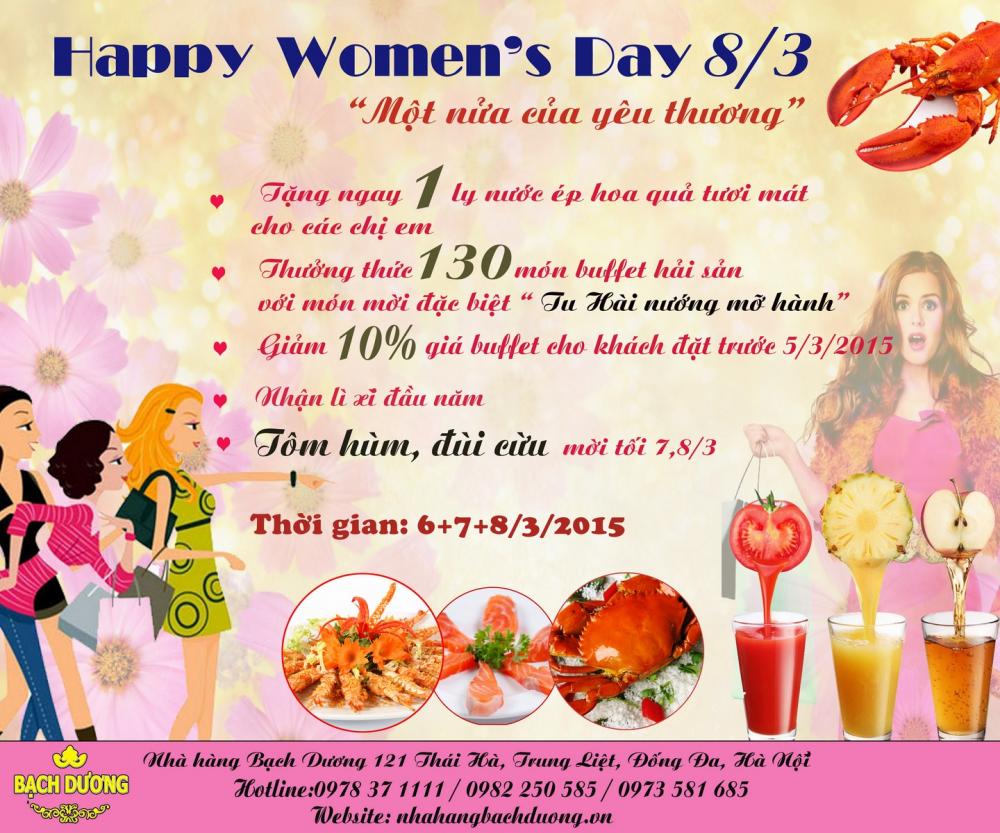 Happy Women's Day 8/3
“Một nửa của yêu thương”
Tặng ngay 1 ly nước ép hoa quả tươi mát
cho các chị em
Thưởng thức 130 món buffet hải sản
với món mời đặc biệt “ Tu Hài nướng mỡ hành”
Giảm 10% giá buffet cho khách đặt trước 5/3/2015
Nhận lì xì đầu năm
Tôm hùm, đùi cừu mời tối 7,8/3
Thời gian: 6+7+8/3/2015
BẠCH DƯƠNG
Nhà hàng Bạch Dương 121 Thái Hà, Trung Liệt, Đống Đa, Hà Nội
Hotline:0978 37 1111 / 0982 250 585 / 0973 581 685
Website: nhahangbachduong.vn